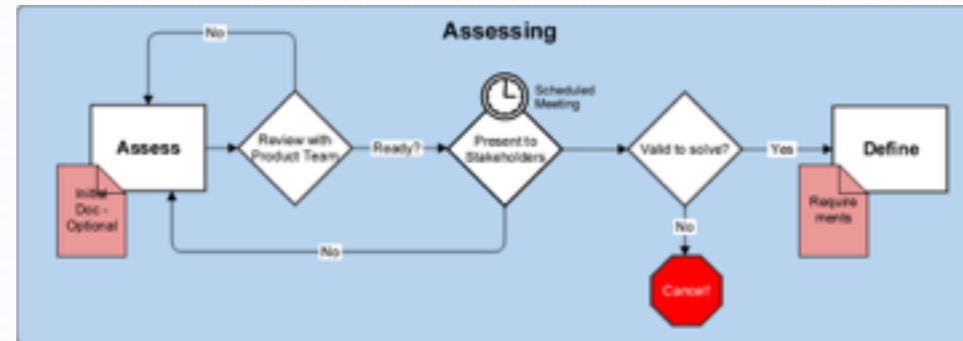 Assessing
No
Scheduled
Meeting
Assess
Review with
Product Team
Ready?
Present to
Stakeholders
Valid to solve?
Yes
Define
Initial
Doc -
Optional
Require
ments
No
No
Cancel!